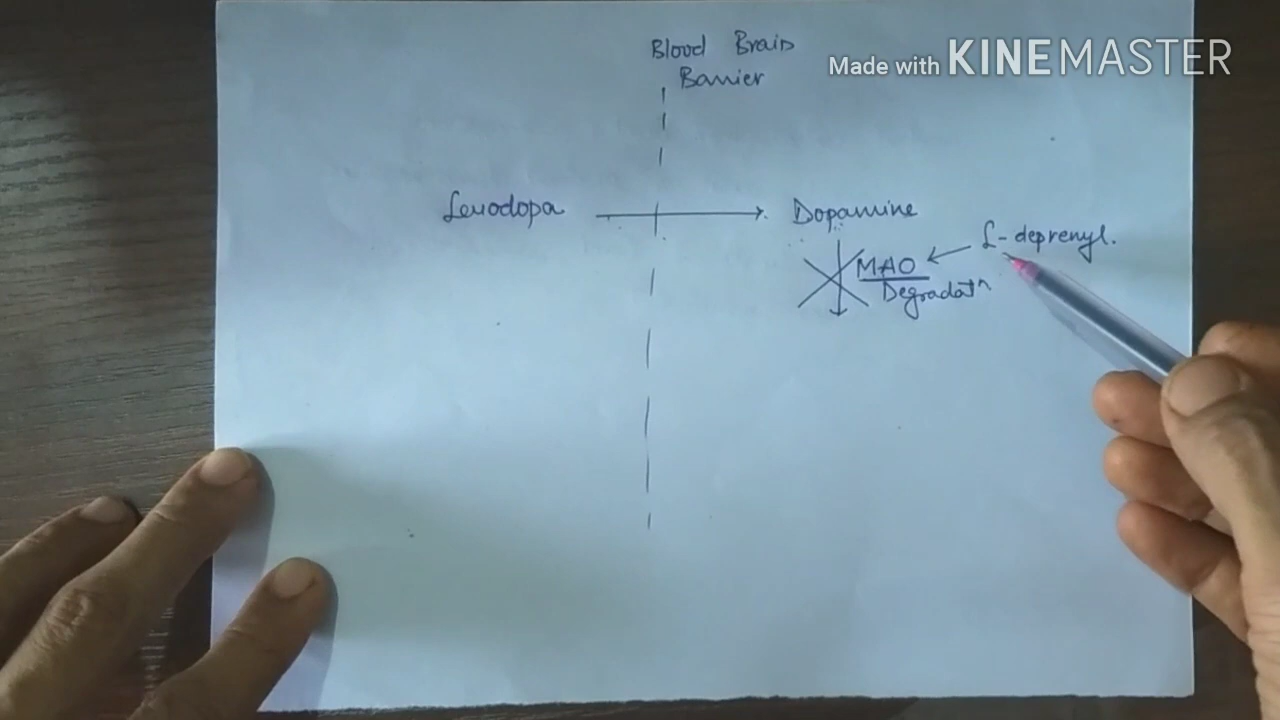 Blood Brain
Barrier
Made with KINEMASTER
Levodopa
Dopamine
L-deprenyl.
MAO
Degradatn